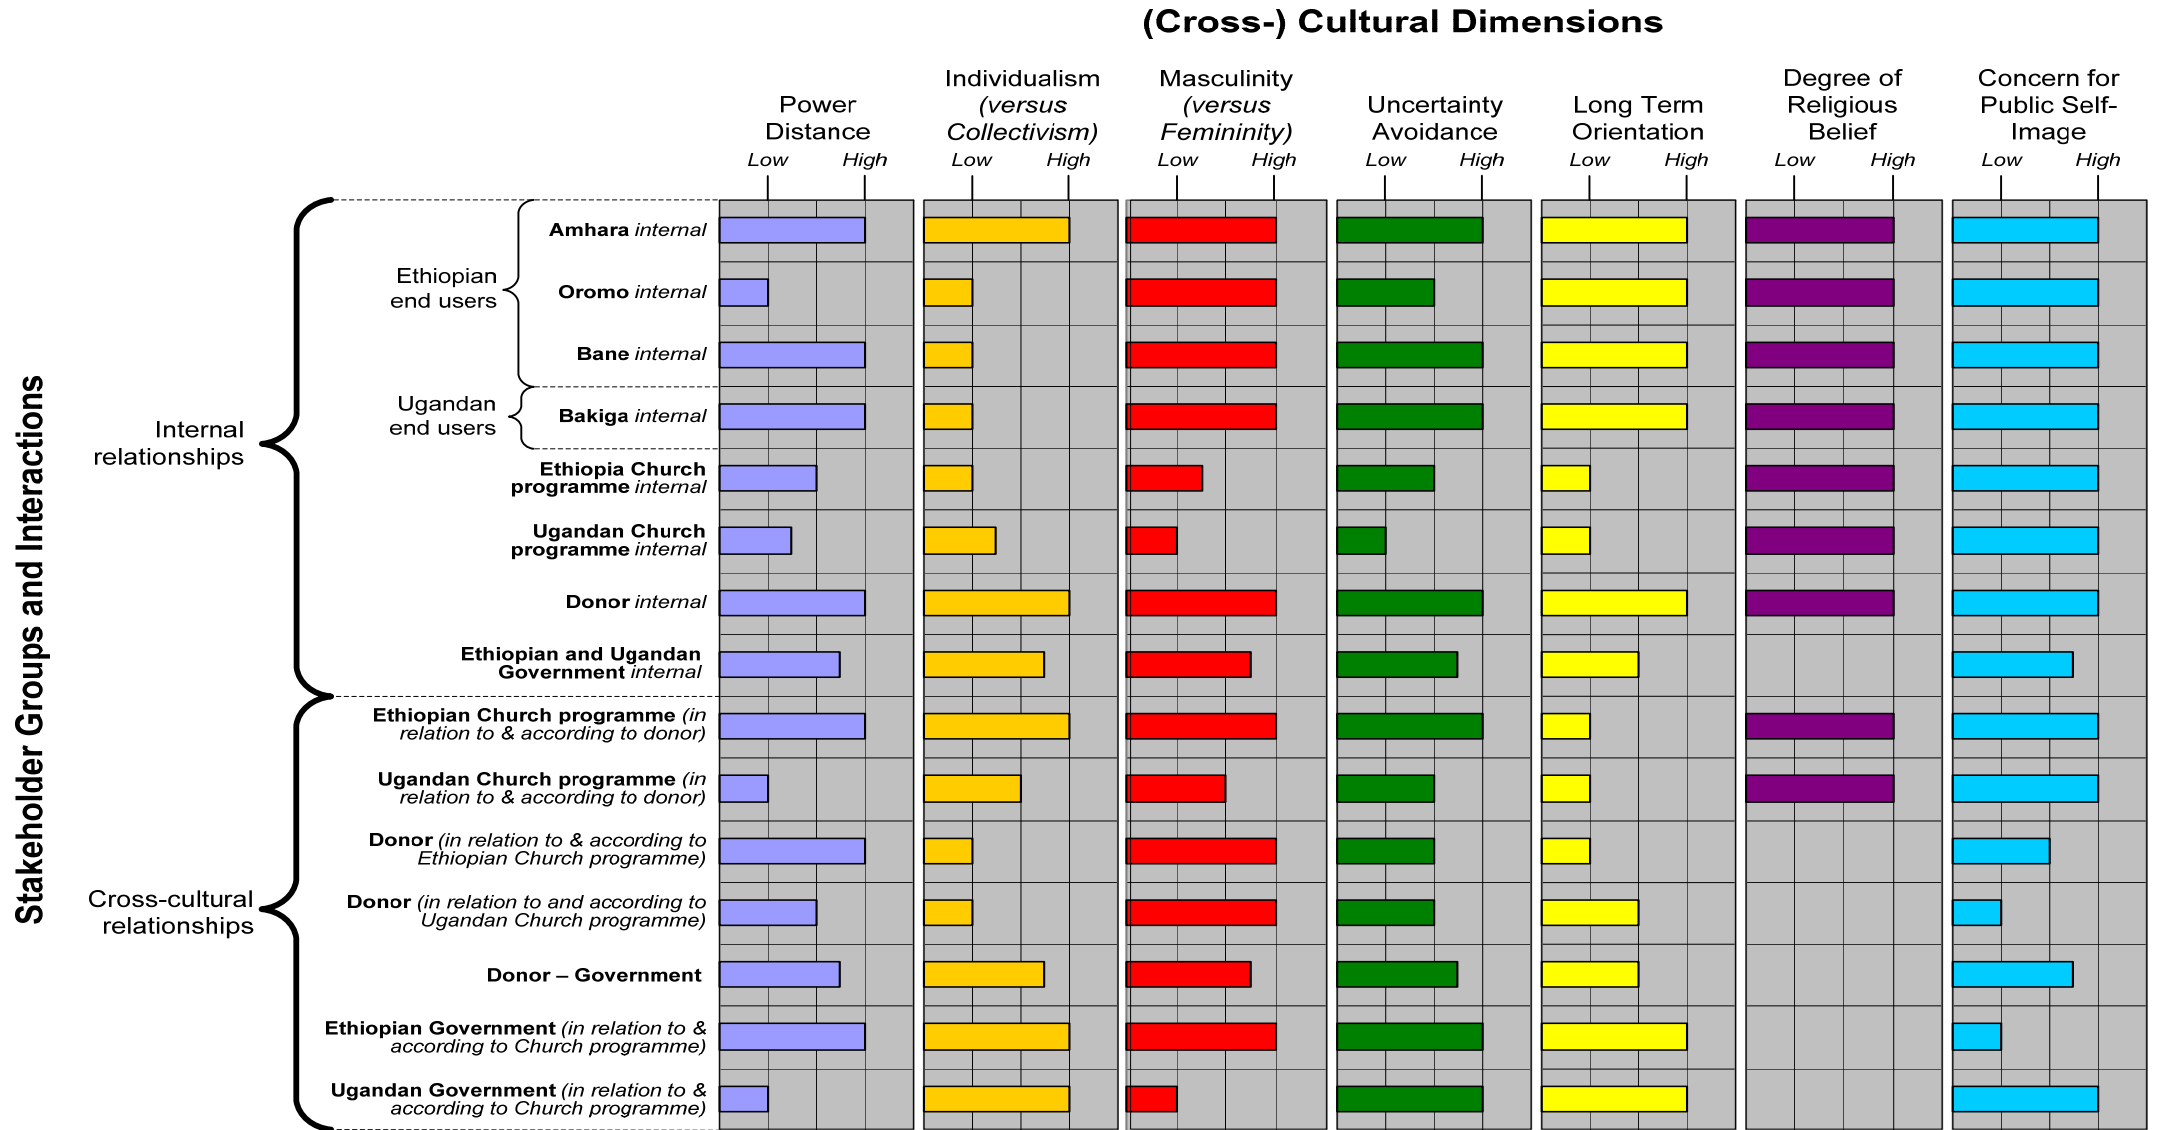 (Cross-) Cultural Dimensions
Power
Distance
Individualism
(versus
Collectivism)
Masculinity
(versus
Femininity)
Uncertainty
Avoidance
Long Term
Orientation
Degree of
Religious
Belief
Concern for
Public Self-
Image
Low High
Low High
Low High
Low High
Low High
Low High
Low High
Stakeholder Groups and Interactions
Internal
relationships
Ethiopian
end users
Amhara internal
Oromo internal
Bane internal
Ugandan
end users
Bakiga internal
Ethiopia Church
programme internal
Ugandan Church
programme internal
Donor internal
Ethiopian and Ugandan
Government internal
Cross-cultural
relationships
Ethiopian Church programme (in
relation to & according to donor)
Ugandan Church programme (in
relation to & according to donor)
Donor (in relation to & according to
Ethiopian Church programme)
Donor (in relation to and according to
Ugandan Church programme)
Donor – Government
Ethiopian Government (in relation to &
according to Church programme)
Ugandan Government (in relation to &
according to Church programme)